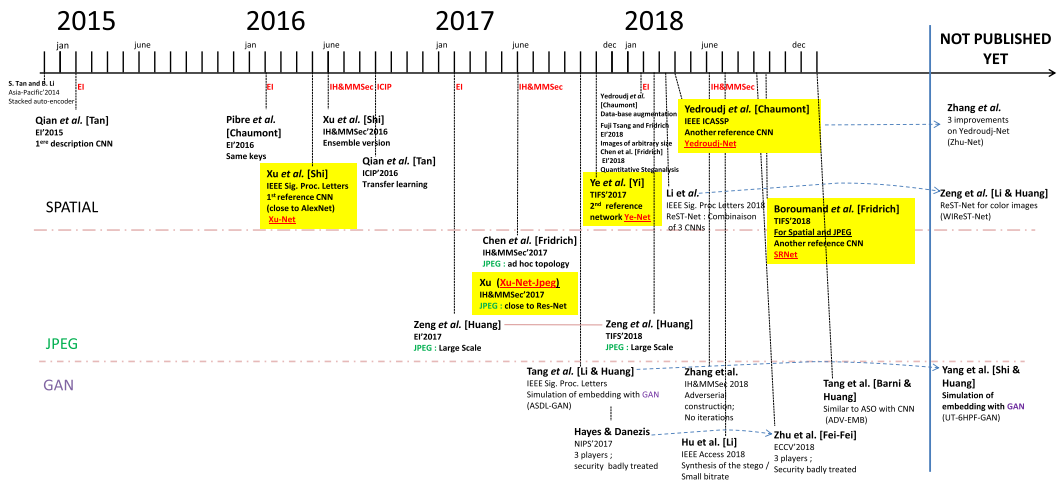 2015
2016
2017
2018
NOT PUBLISHED
YET
jan
june
jan
june
jan
june
dec
jan
june
dec
EI
EI
IH&MMSec
ICIP
EI
IH&MMSec
EI
IH&MMSec
S. Tan and B. Li
Asia-Pacific'2014
Stacked auto-encoder
Qian et al. [Tan]
EI'2015
1ere description CNN
Pibre et al.
[Chaumont]
EI'2016
Same keys
Xu et al. [Shi]
IH&MMSec'2016
Ensemble version
Qian et al. [Tan]
ICIP'2016
Transfer learning
Xu et al. [Shi]
IEEE Sig. Proc. Letters
1st reference CNN
(close to AlexNet)
Xu-Net
Yedroudj et al.
[Chaumont]
EI'2018
Data-base augmentation
Fuji Tsang and Fridrich
EI'2018
Images of arbitrary size
Chen et al. [Fridrich]
EI'2018
Quantitative Steganalysis
Ye et al. [Yi]
TIFS'2017
2nd reference
network Ye-Net
Yedroudj et al. [Chaumont]
IEEE ICASSP
Another reference CNN
Yedroudj-Net
Li et al.
IEEE Sig. Proc. Letters 2018
ReST-Net : Combinaison
of 3 CNNs
Boroumand et al. [Fridrich]
TIFS'2018
For Spatial and JPEG
Another reference CNN
SRNet
Zhang et al.
3 improvements
on Yedroudj-Net
(Zhu-Net)
Zeng et al. [Li & Huang]
ReST-Net for color images
(WIReST-Net)
SPATIAL
Chen et al. [Fridrich]
IH&MMSec'2017
JPEG : ad hoc topology
Xu (Xu-Net-Jpeg)
IH&MMSec'2017
JPEG : close to Res-Net
Zeng et al. [Huang]
EI'2017
JPEG : Large Scale
Zeng et al. [Huang]
TIFS'2018
JPEG : Large Scale
JPEG
GAN
Tang et al. [Li & Huang]
IEEE Sig. Proc. Letters
Simulation of embedding with GAN
(ASDL-GAN)
Hayes & Danezis
NIPS'2017
3 players ;
security badly treated
Zhang et al.
IH&MMSec 2018
Adverserial
construction;
No iterations
Hu et al. [Li]
IEEE Access 2018
Synthesis of the stego /
Small bitrate
Zhu et al. [Fei-Fei]
ECCV'2018
3 players ;
Security badly treated
Tang et al. [Barni &
Huang]
Similar to ASO with CNN
(ADV-EMB)
Yang et al. [Shi &
Huang]
Simulation of
embedding with GAN
(UT-6HPF-GAN)